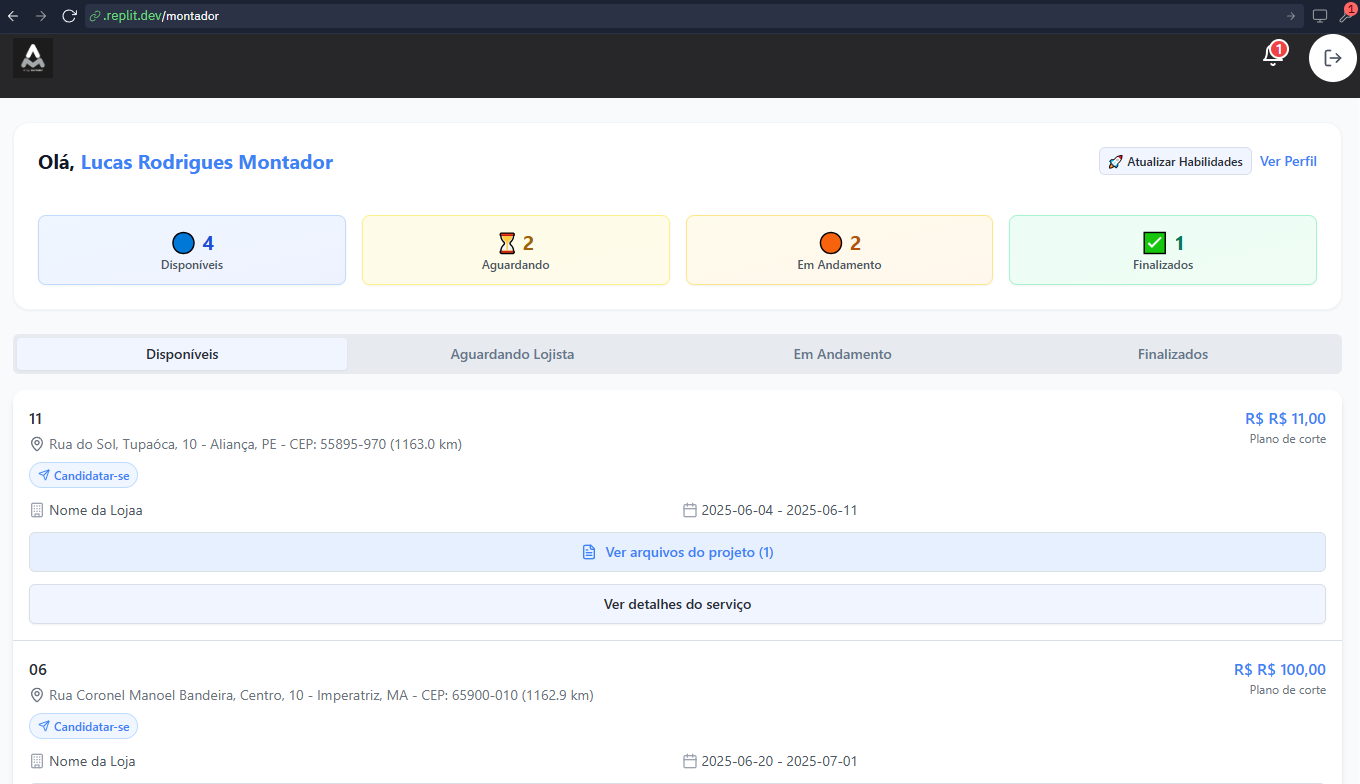 .replit.dev/montador
1
1
Olá, Lucas Rodrigues Montador
Atualizar Habilidades
Ver Perfil
4
Disponíveis
2
Aguardando
2
Em Andamento
1
Finalizados
Disponíveis
Aguardando Lojista
Em Andamento
Finalizados
11
R$ R$ 11,00
Rua do Sol, Tupaóca, 10 - Aliança, PE - CEP: 55895-970 (1163.0 km)
Plano de corte
Candidatar-se
Nome da Lojaa
2025-06-04 - 2025-06-11
Ver arquivos do projeto (1)
Ver detalhes do serviço
06
R$ R$ 100,00
Rua Coronel Manoel Bandeira, Centro, 10 - Imperatriz, MA - CEP: 65900-010 (1162.9 km)
Plano de corte
Candidatar-se
Nome da Loja
2025-06-20 - 2025-07-01